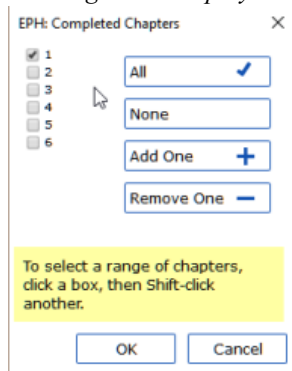 EPH: Completed Chapters
1
2
3
4
5
6
All
None
Add One
Remove One
To select a range of chapters,
click a box, then Shift-click
another.
OK
Cancel